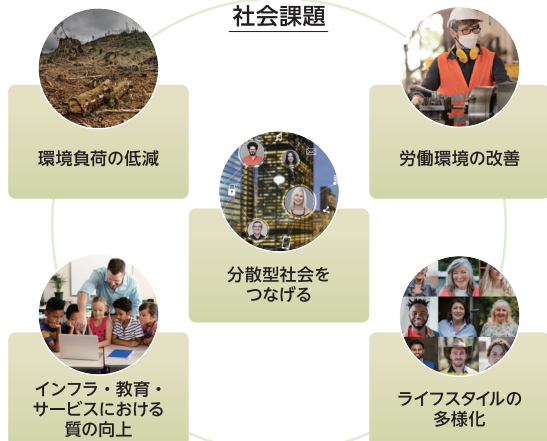 社会課題
環境負荷の低減
労働環境の改善
分散型社会を
つなげる
インフラ・教育・
サービスにおける
質の向上
ライフスタイルの
多様化